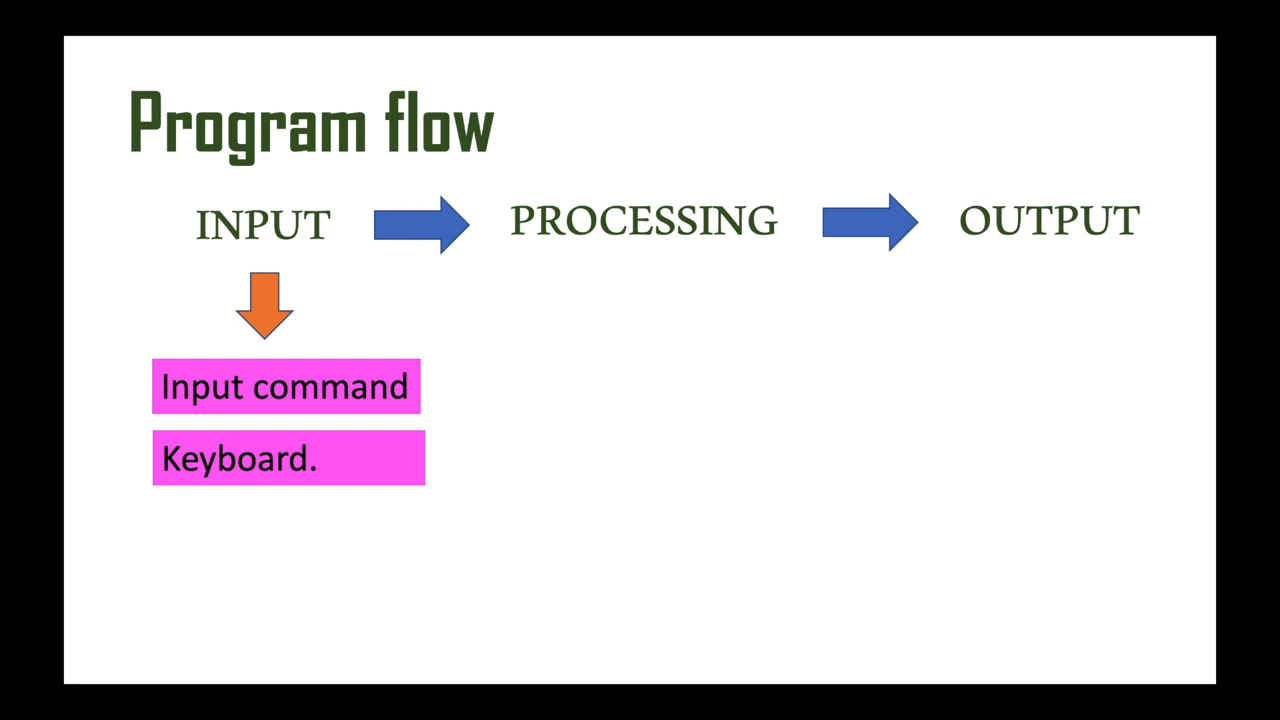 Program flow
INPUT PROCESSING OUTPUT
Input command
Keyboard.